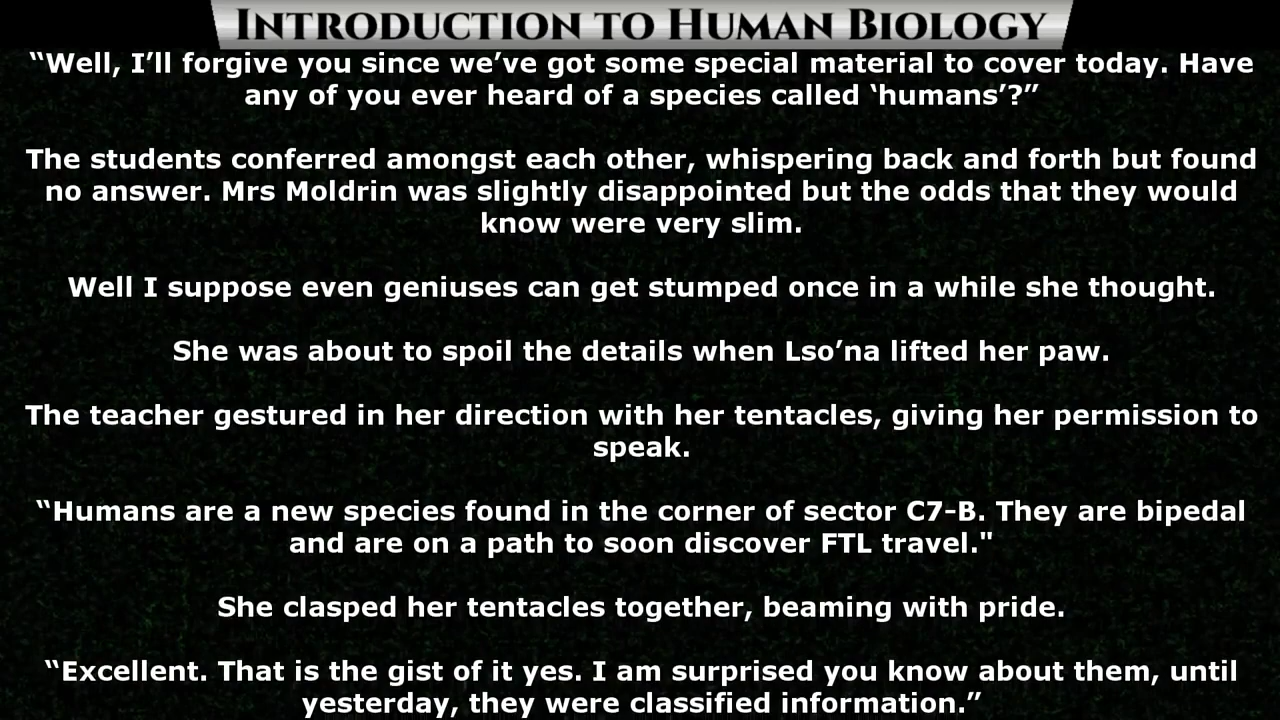 INTRODUCTION TO HUMAN BIOLOGY
“Well, I’ll forgive you since we’ve got some special material to cover today. Have
any of you ever heard of a species called ‘humans’?”
The students conferred amongst each other, whispering back and forth but found
no answer. Mrs Moldrin was slightly disappointed but the odds that they would
know were very slim.
Well I suppose even geniuses can get stumped once in a while she thought.
She was about to spoil the details when Lso’na lifted her paw.
The teacher gestured in her direction with her tentacles, giving her permission to
speak.
“Humans are a new species found in the corner of sector C7-B. They are bipedal
and are on a path to soon discover FTL travel."
She clasped her tentacles together, beaming with pride.
“Excellent. That is the gist of it yes. I am surprised you know about them, until
yesterday, they were classified information.”